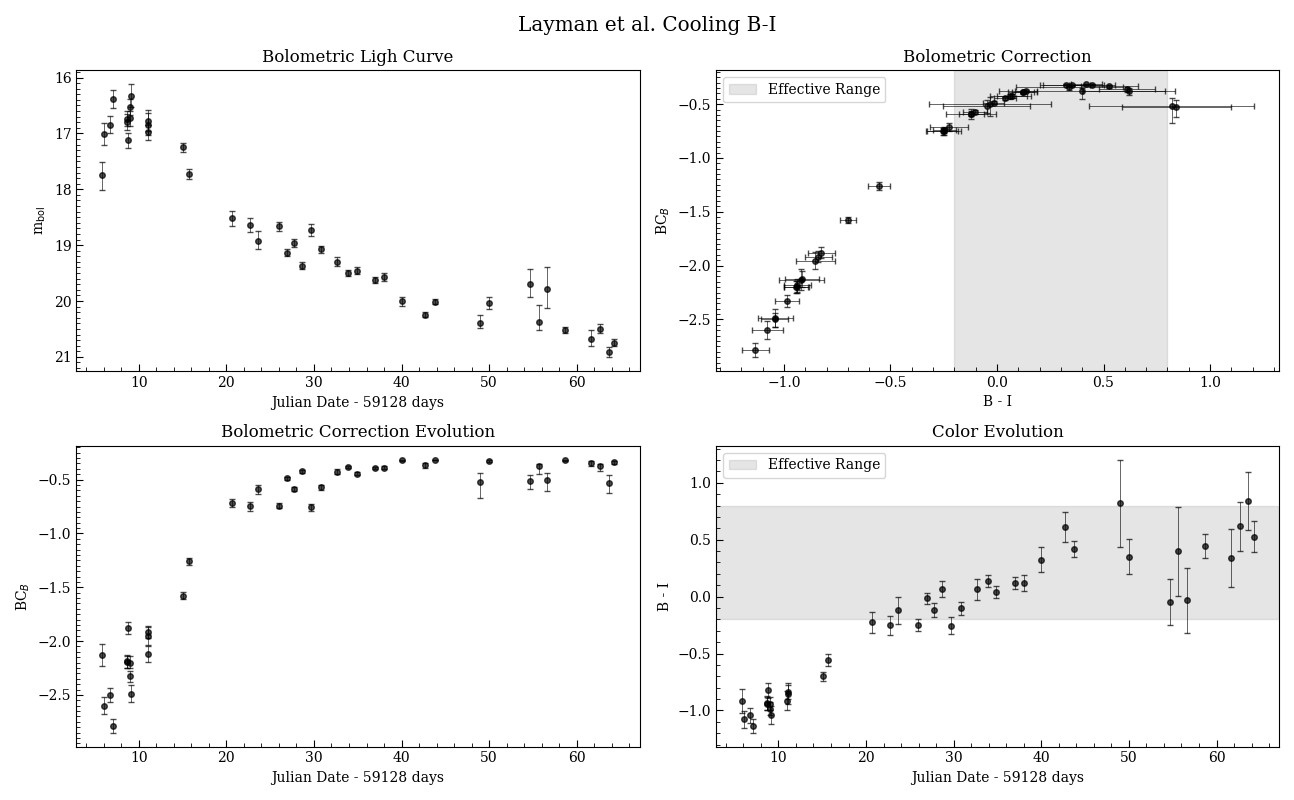 Layman et al. Cooling B-I
Bolometric Ligh Curve
16
17
18
19
20
21
m_bol
10 20 30 40 50 60
Julian Date - 59128 days
Bolometric Correction
Effective Range
−0.5
−1.0
−1.5
−2.0
−2.5
BC_B
−1.0 −0.5 0.0 0.5 1.0
B - I
Bolometric Correction Evolution
−0.5
−1.0
−1.5
−2.0
−2.5
BC_B
10 20 30 40 50 60
Julian Date - 59128 days
Color Evolution
Effective Range
1.0
0.5
0.0
−0.5
−1.0
B - I
10 20 30 40 50 60
Julian Date - 59128 days